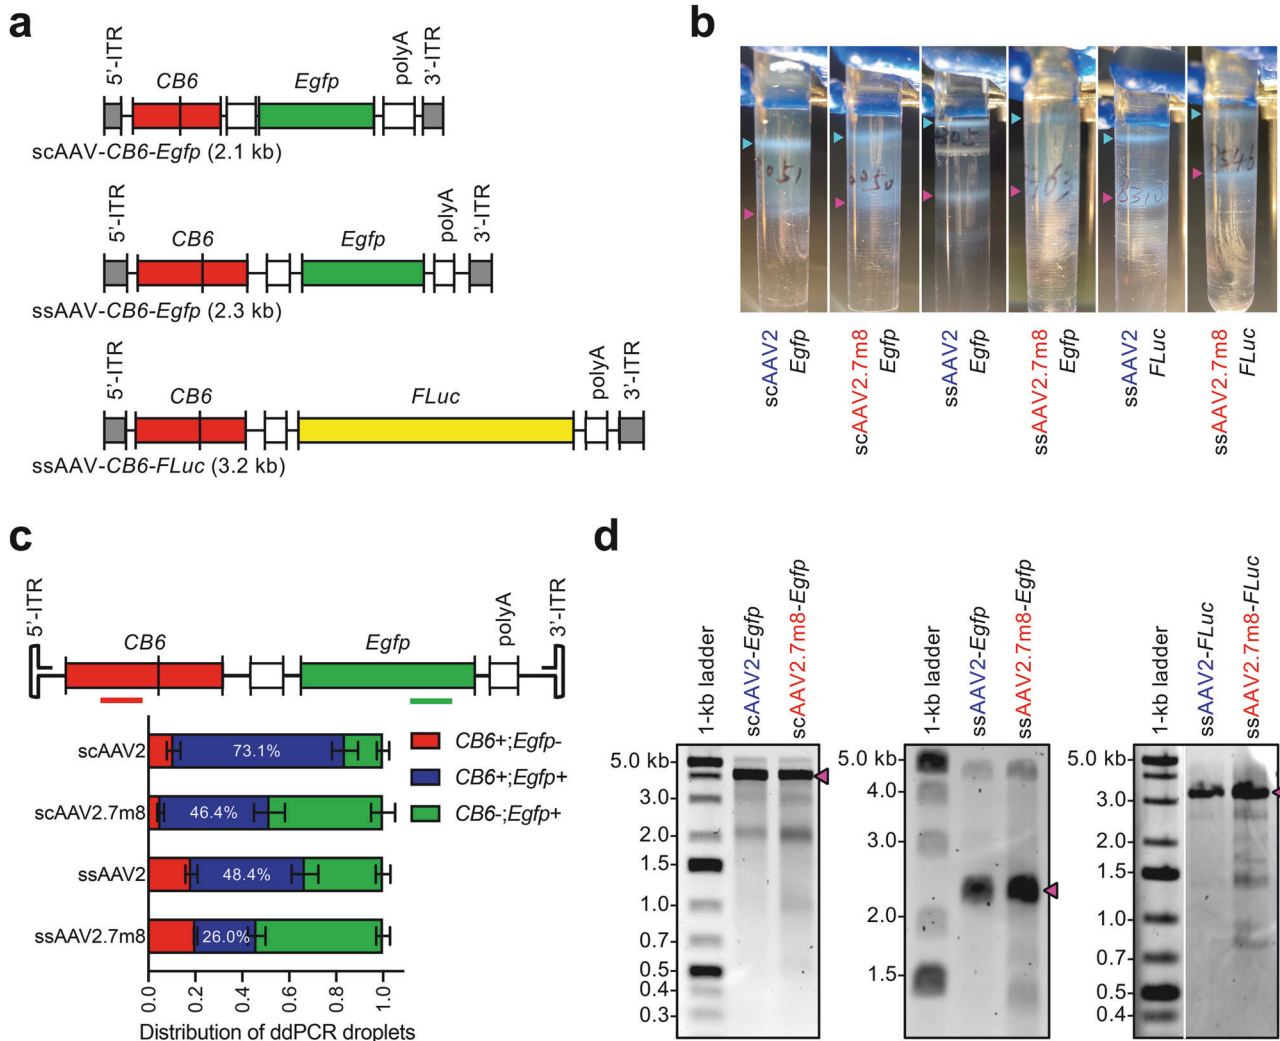 a
5'-ITR
CB6
Egfp
polyA
3'-ITR
scAAV-CB6-Egfp (2.1 kb)
5'-ITR
CB6
Egfp
polyA
3'-ITR
ssAAV-CB6-Egfp (2.3 kb)
5'-ITR
CB6
FLuc
polyA
3'-ITR
ssAAV-CB6-FLuc (3.2 kb)
b
8310
scAAV2
Egfp
scAAV2.7m8
Egfp
ssAAV2
Egfp
ssAAV2.7m8
Egfp
ssAAV2
FLuc
ssAAV2.7m8
FLuc
c
5'-ITR
CB6
Egfp
polyA
3'-ITR
scAAV2
73.1%
scAAV2.7m8
46.4%
ssAAV2
48.4%
ssAAV2.7m8
26.0%
CB6+;Egfp-
CB6+;Egfp+
CB6-;Egfp+
0.0
0.2
0.4
0.6
0.8
1.0
Distribution of ddPCR droplets
d
1-kb ladder
scAAV2-Egfp
scAAV2.7m8-Egfp
5.0 kb
3.0
2.0
1.5
1.0
0.7
0.5
0.4
0.3
1-kb ladder
ssAAV2-Egfp
ssAAV2.7m8-Egfp
5.0 kb
4.0
3.0
2.0
1.5
1-kb ladder
ssAAV2-FLuc
ssAAV2.7m8-FLuc
5.0 kb
3.0
2.0
1.5
1.0
0.7
0.5
0.4